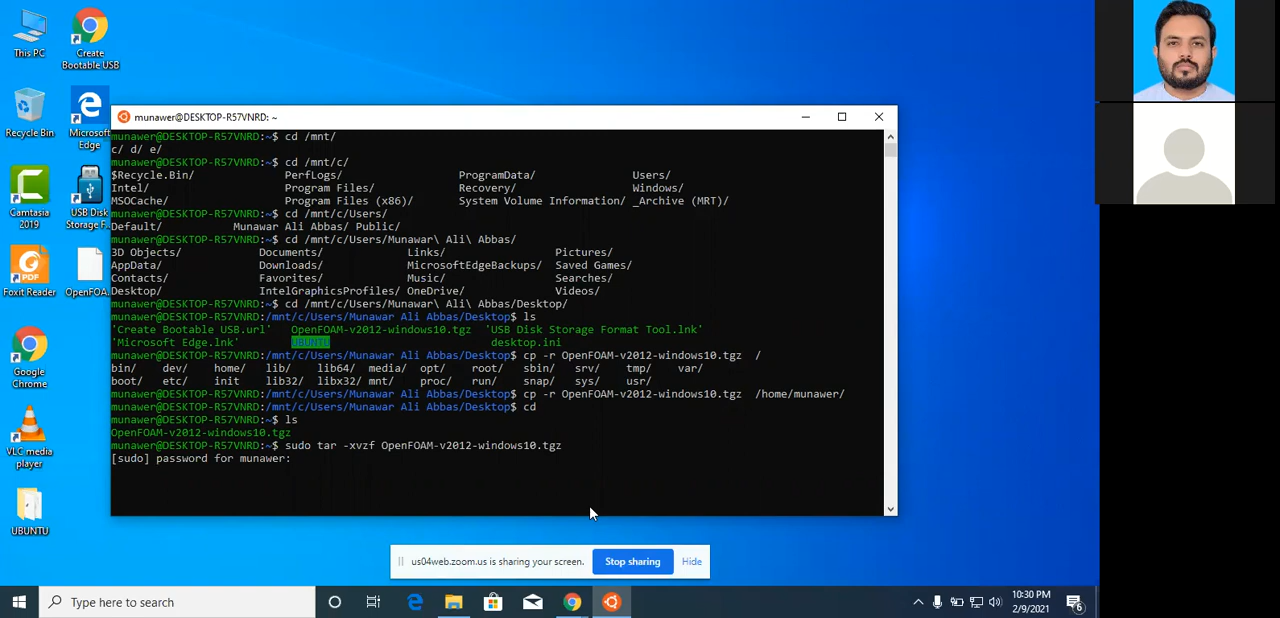 This PC
Create
Bootable USB
Recycle Bin
Microsoft
Edge
Camtasia
2019
USB Disk
Storage F...
Foxit Reader
OpenFOA...
Google
Chrome
VLC media
player
UBUNTU
munawer@DESKTOP-R57VNRD: ~
munawer@DESKTOP-R57VNRD:~$ cd /mnt/
c/ d/ e/
munawer@DESKTOP-R57VNRD:~$ cd /mnt/c/
$Recycle.Bin/ PerfLogs/ ProgramData/ Users/
Intel/ Program Files/ Recovery/ Windows/
MSOCache/ Program Files (x86)/ System Volume Information/ _Archive (MRT)/
munawer@DESKTOP-R57VNRD:~$ cd /mnt/c/Users/
Default/ Munawar Ali Abbas/ Public/
munawer@DESKTOP-R57VNRD:~$ cd /mnt/c/Users/Munawar\ Ali\ Abbas/
3D Objects/ Documents/ Links/ Pictures/
AppData/ Downloads/ MicrosoftEdgeBackups/ Saved Games/
Contacts/ Favorites/ Music/ Searches/
Desktop/ IntelGraphicsProfiles/ OneDrive/ Videos/
munawer@DESKTOP-R57VNRD:~$ cd /mnt/c/Users/Munawar\ Ali\ Abbas/Desktop/
munawer@DESKTOP-R57VNRD:/mnt/c/Users/Munawar Ali Abbas/Desktop$ ls
'Create Bootable USB.url' OpenFOAM-v2012-windows10.tgz 'USB Disk Storage Format Tool.lnk'
'Microsoft Edge.lnk' UBUNTU desktop.ini
munawer@DESKTOP-R57VNRD:/mnt/c/Users/Munawar Ali Abbas/Desktop$ cp -r OpenFOAM-v2012-windows10.tgz /
bin/ dev/ home/ lib/ lib64/ media/ opt/ root/ sbin/ srv/ tmp/ var/
boot/ etc/ init lib32/ libx32/ mnt/ proc/ run/ snap/ sys/ usr/
munawer@DESKTOP-R57VNRD:/mnt/c/Users/Munawar Ali Abbas/Desktop$ cp -r OpenFOAM-v2012-windows10.tgz /home/munawer/
munawer@DESKTOP-R57VNRD:/mnt/c/Users/Munawar Ali Abbas/Desktop$ cd
munawer@DESKTOP-R57VNRD:~$ ls
OpenFOAM-v2012-windows10.tgz
munawer@DESKTOP-R57VNRD:~$ sudo tar -xvzf OpenFOAM-v2012-windows10.tgz
[sudo] password for munawer:
us04web.zoom.us is sharing your screen.
Stop sharing
Hide
Type here to search
10:30 PM
2/9/2021
6